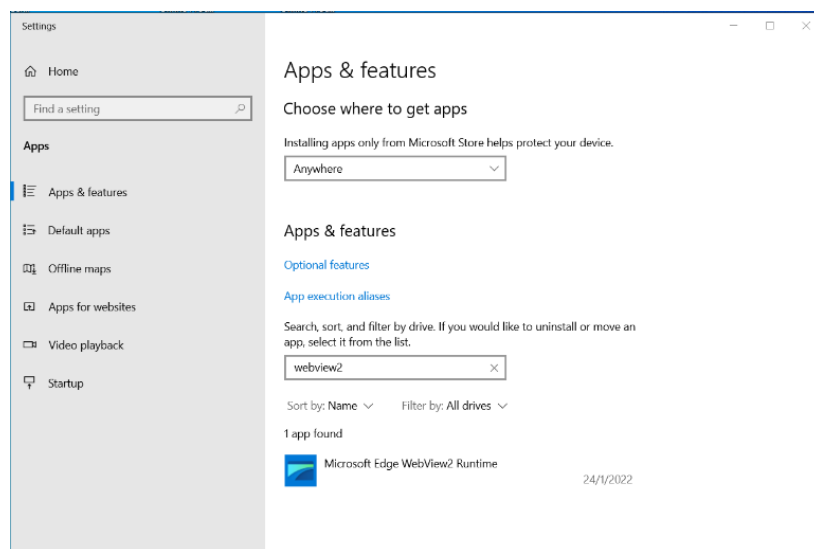 Settings
Home
Find a setting
Apps
Apps & features
Default apps
Offline maps
Apps for websites
Video playback
Startup
Apps & features
Choose where to get apps
Installing apps only from Microsoft Store helps protect your device.
Anywhere
Apps & features
Optional features
App execution aliases
Search, sort, and filter by drive. If you would like to uninstall or move an
app, select it from the list.
webview2
Sort by: Name Filter by: All drives
1 app found
Microsoft Edge WebView2 Runtime
24/1/2022